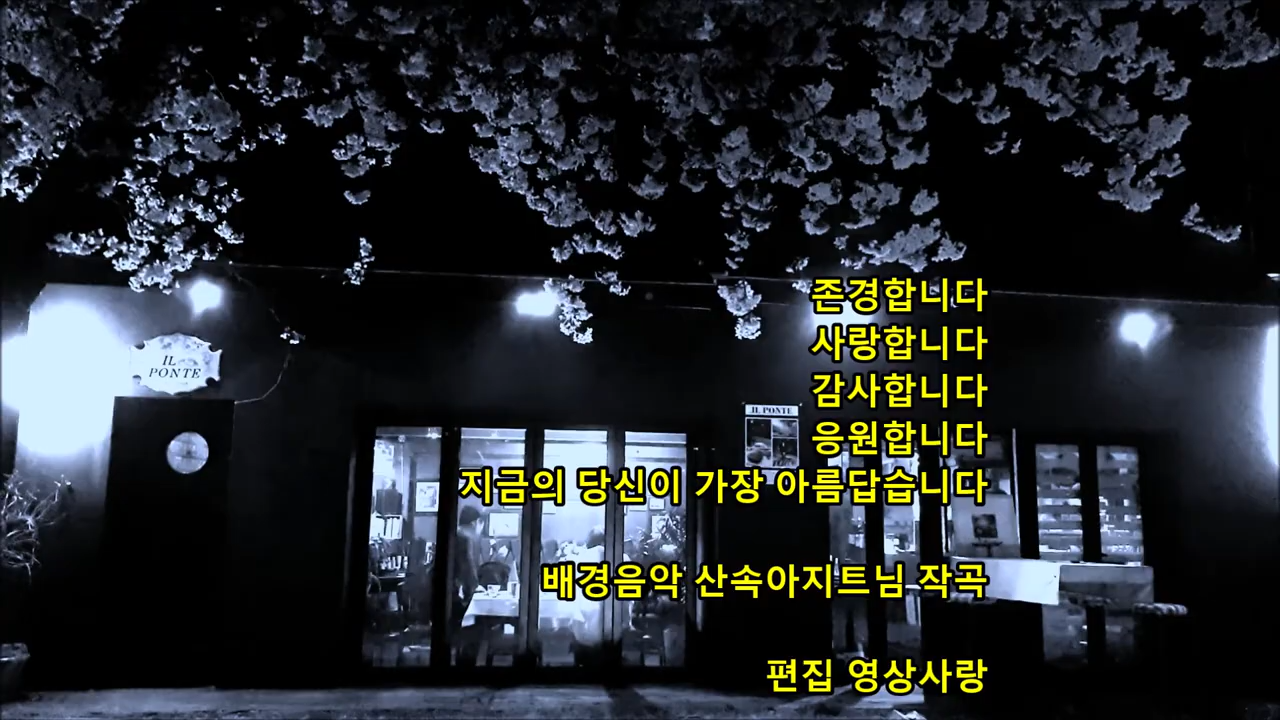 존경합니다
사랑합니다
감사합니다
응원합니다
지금의 당신이 가장 아름답습니다
배경음악 산속아지트님 작곡
편집 영상사랑
IL
PONTE
IL PONTE